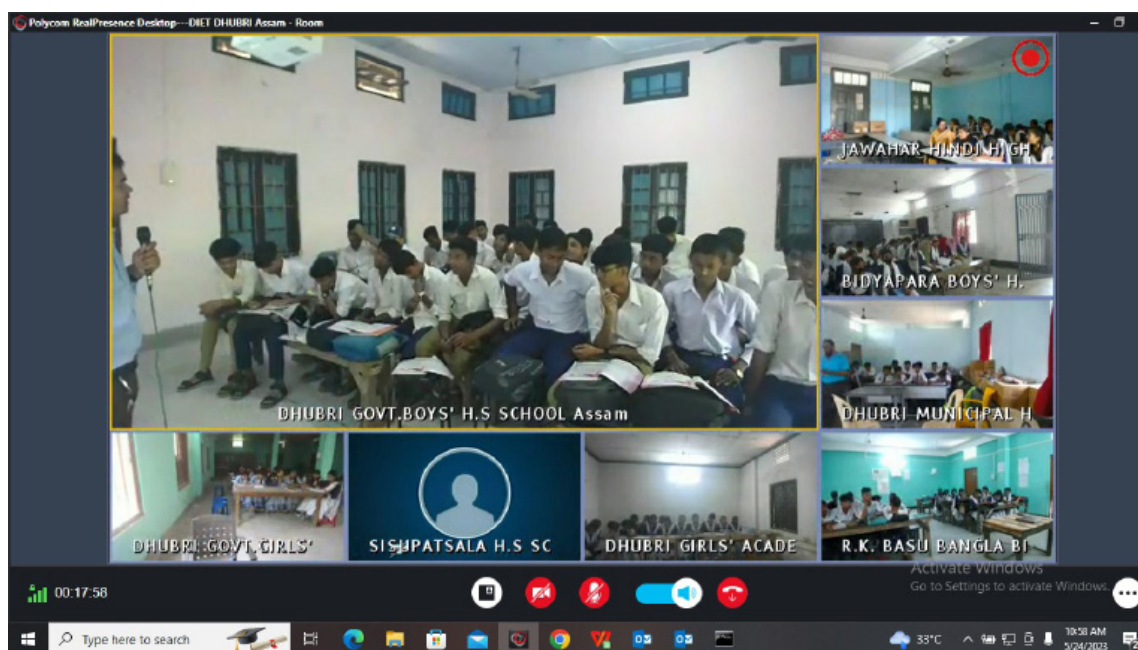 Polycom RealPresence Desktop---DIET DHUBRI Assam - Room
JAWAHAR HINDI HIGH
BIDYAPARA BOYS' H.
DHUBRI GOVT.BOYS' H.S SCHOOL Assam
DHUBRI MUNICIPAL H
DHUBRI GOVT.GIRLS'
SISUPATSALA H.S SC
DHUBRI GIRLS' ACADE
R.K. BASU BANGLA BI
Activate Windows
Go to Settings to activate Windows.
00:17:58
Type here to search
33°C
10:58 AM
5/24/2023